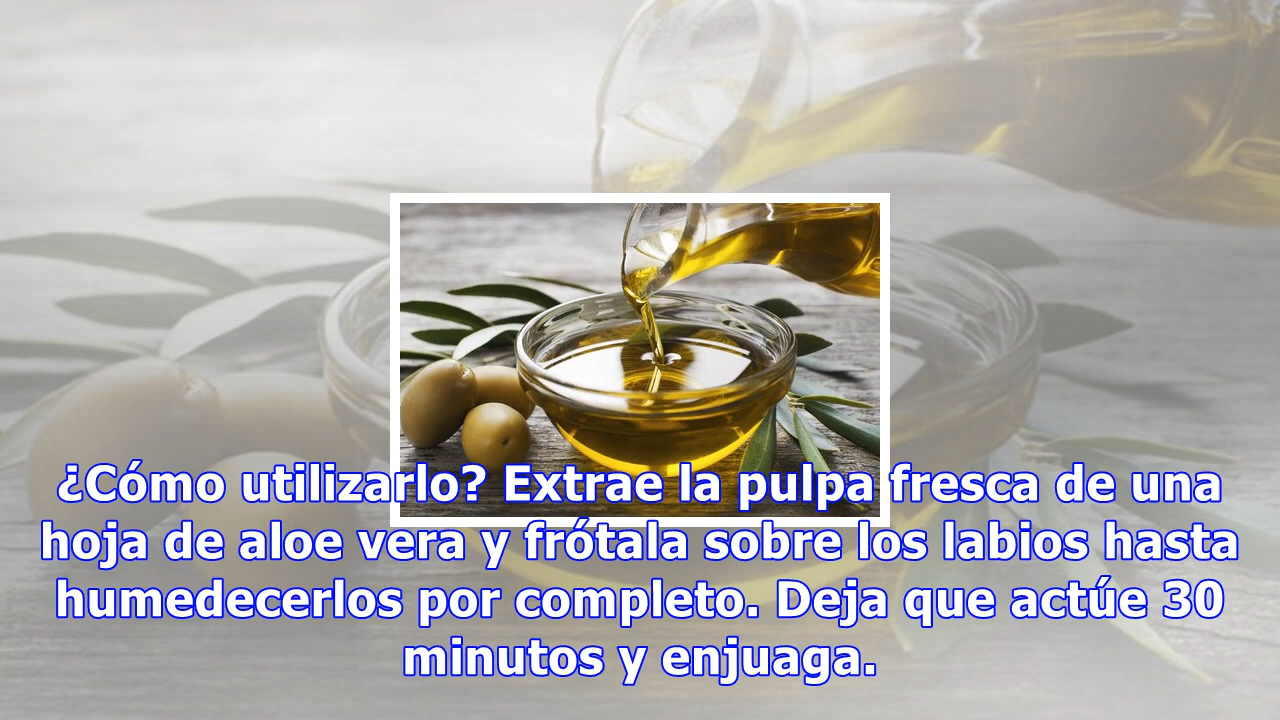 ¿Cómo utilizarlo? Extrae la pulpa fresca de una
hoja de aloe vera y frótala sobre los labios hasta
humedecerlos por completo. Deja que actúe 30
minutos y enjuaga.